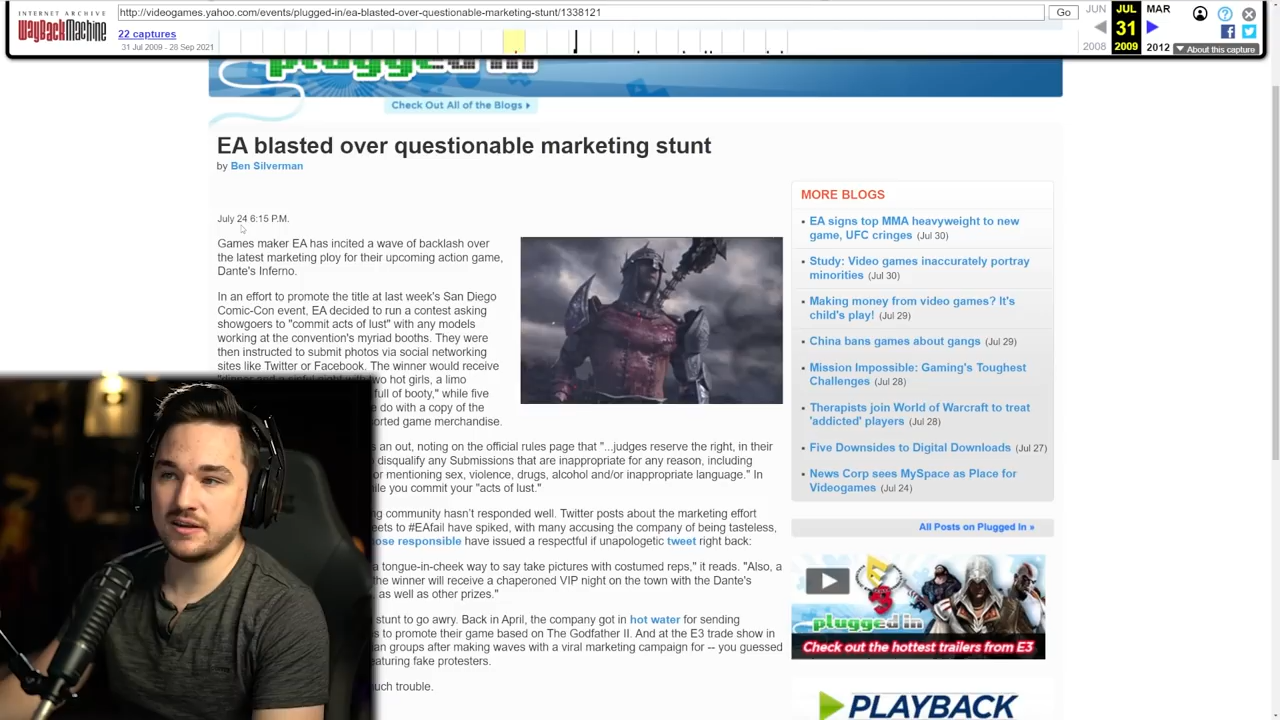 INTERNET ARCHIVE
WayBackMachine
http://videogames.yahoo.com/events/plugged-in/ea-blasted-over-questionable-marketing-stunt/1338121
Go
JUN
JUL
MAR
22 captures
31
31 Jul 2009 - 28 Sep 2021
2008
2009
2012
▼ About this capture
plugged in
Check Out All of the Blogs
EA blasted over questionable marketing stunt
by Ben Silverman
July 24 6:15 P.M.
Games maker EA has incited a wave of backlash over
the latest marketing ploy for their upcoming action game,
Dante's Inferno.
In an effort to promote the title at last week's San Diego
Comic-Con event, EA decided to run a contest asking
showgoers to "commit acts of lust" with any models
working at the convention's myriad booths. They were
then instructed to submit photos via social networking
sites like Twitter or Facebook. The winner would receive
two hot girls, a limo
full of booty," while five
do with a copy of the
game merchandise.
an out, noting on the official rules page that "...judges reserve the right, in their
disqualify any Submissions that are inappropriate for any reason, including
or mentioning sex, violence, drugs, alcohol and/or inappropriate language." In
you commit your "acts of lust."
community hasn't responded well. Twitter posts about the marketing effort
to #EAfail have spiked, with many accusing the company of being tasteless,
responsible have issued a respectful if unapologetic tweet right back:
a tongue-in-cheek way to say take pictures with costumed reps," it reads. "Also, a
the winner will receive a chaperoned VIP night on the town with the Dante's
as well as other prizes."
stunt to go awry. Back in April, the company got in hot water for sending
to promote their game based on The Godfather II. And at the E3 trade show in
groups after making waves with a viral marketing campaign for -- you guessed
featuring fake protesters.
much trouble.
MORE BLOGS
• EA signs top MMA heavyweight to new
game, UFC cringes (Jul 30)
• Study: Video games inaccurately portray
minorities (Jul 30)
• Making money from video games? It's
child's play! (Jul 29)
• China bans games about gangs (Jul 29)
• Mission Impossible: Gaming's Toughest
Challenges (Jul 28)
• Therapists join World of Warcraft to treat
'addicted' players (Jul 28)
• Five Downsides to Digital Downloads (Jul 27)
• News Corp sees MySpace as Place for
Videogames (Jul 24)
All Posts on Plugged In »
E3
plugged in
Check out the hottest trailers from E3
PLAYBACK